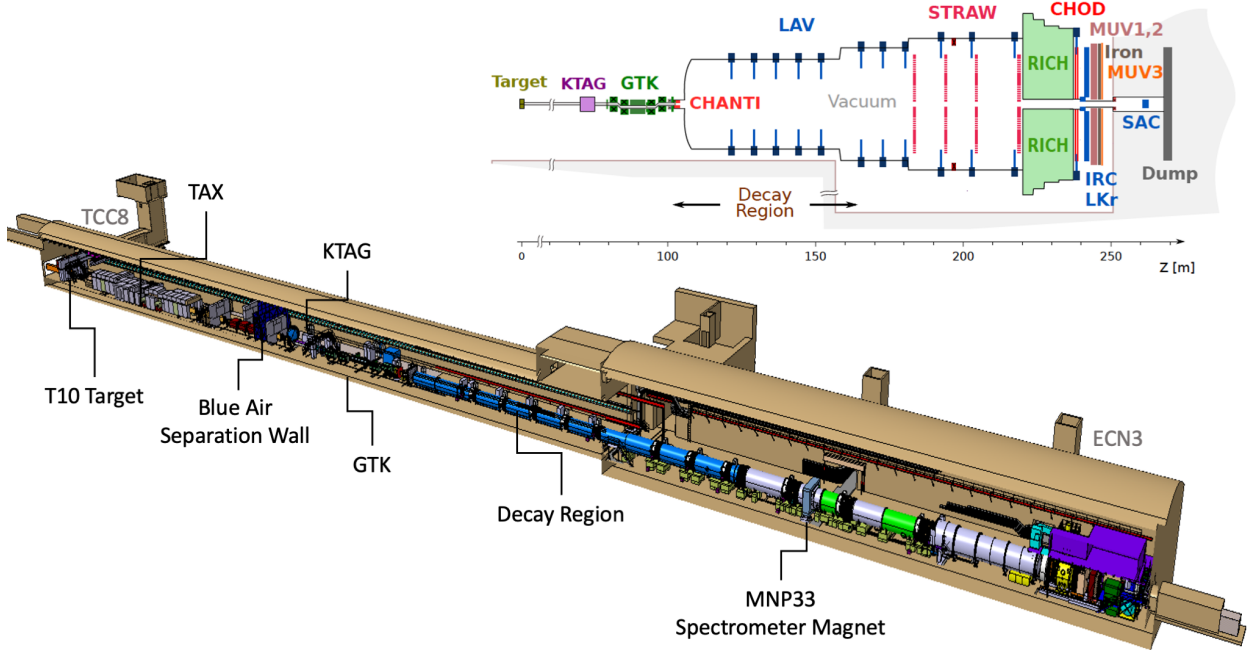 CHOD
STRAW
LAV
MUV1,2
Iron
RICH
MUV3
Target
KTAG
GTK
CHANTI
Vacuum
SAC
RICH
Dump
IRC
LKr
Decay
Region
0
100
150
200
250
Z [m]
TCC8
TAX
KTAG
T10 Target
Blue Air
Separation Wall
GTK
Decay Region
ECN3
MNP33
Spectrometer Magnet